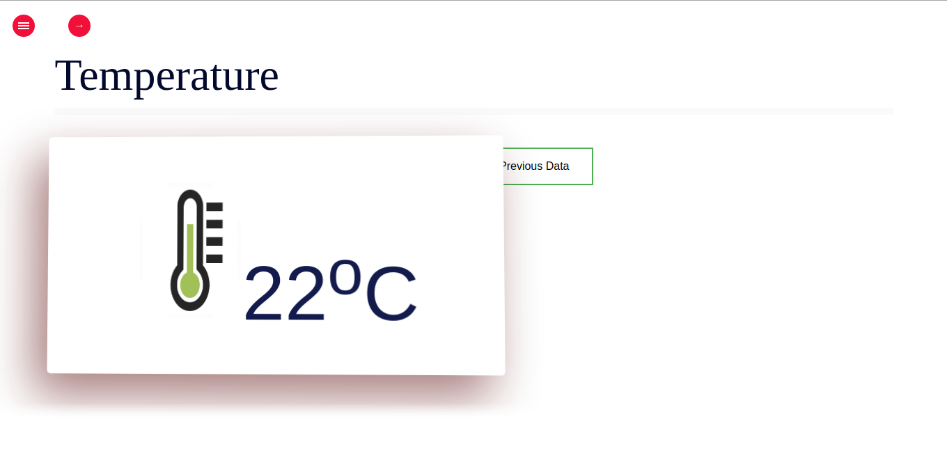 →
Temperature
Previous Data
22ºC